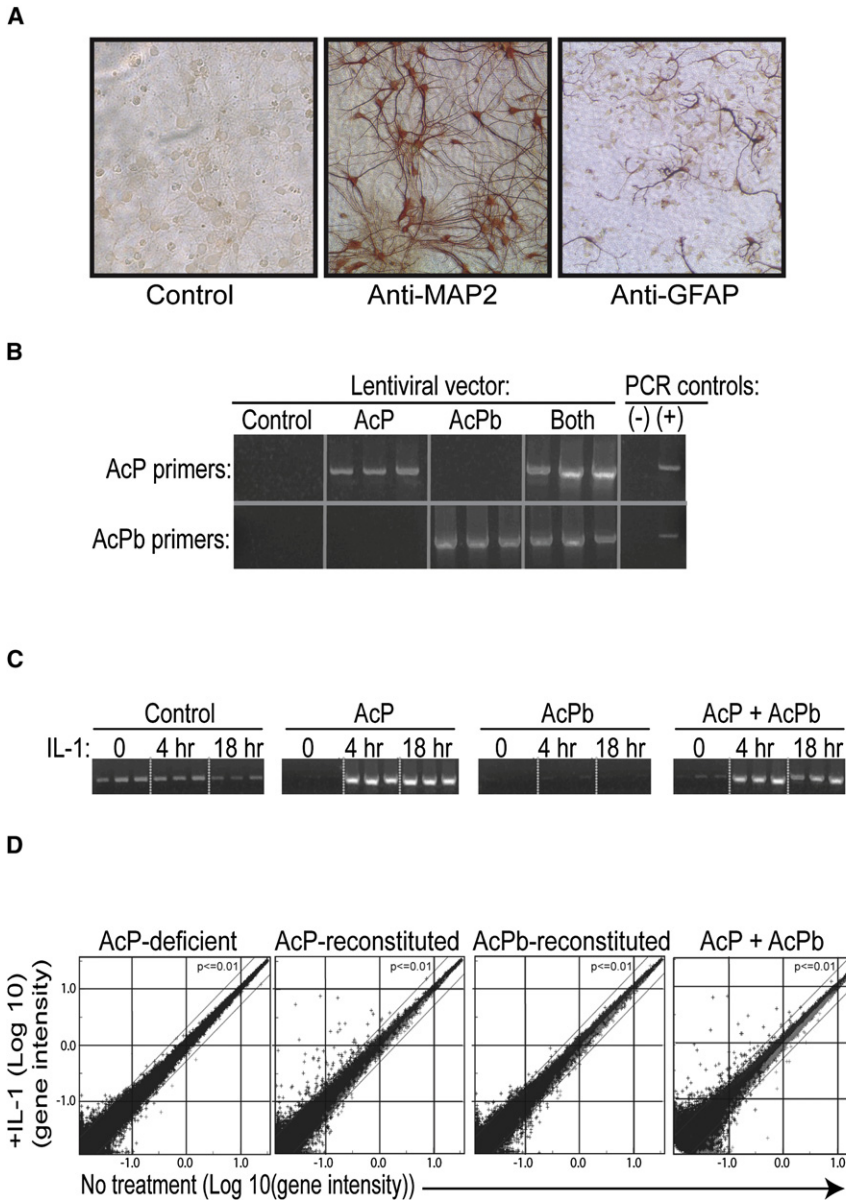 A
Control Anti-MAP2 Anti-GFAP
B
Lentiviral vector: PCR controls:
Control AcP AcPb Both (-) (+)
AcP primers:
AcPb primers:
C
Control AcP AcPb AcP + AcPb
IL-1: 0 4 hr 18 hr 0 4 hr 18 hr 0 4 hr 18 hr 0 4 hr 18 hr
D
AcP-deficient AcP-reconstituted AcPb-reconstituted AcP + AcPb
p<=0.01 p<=0.01 p<=0.01 p<=0.01
+IL-1 (Log 10)
(gene intensity)
1.0
0.0
-1.0
-1.0 0.0 1.0 -1.0 0.0 1.0 -1.0 0.0 1.0 -1.0 0.0 1.0
No treatment (Log 10(gene intensity))